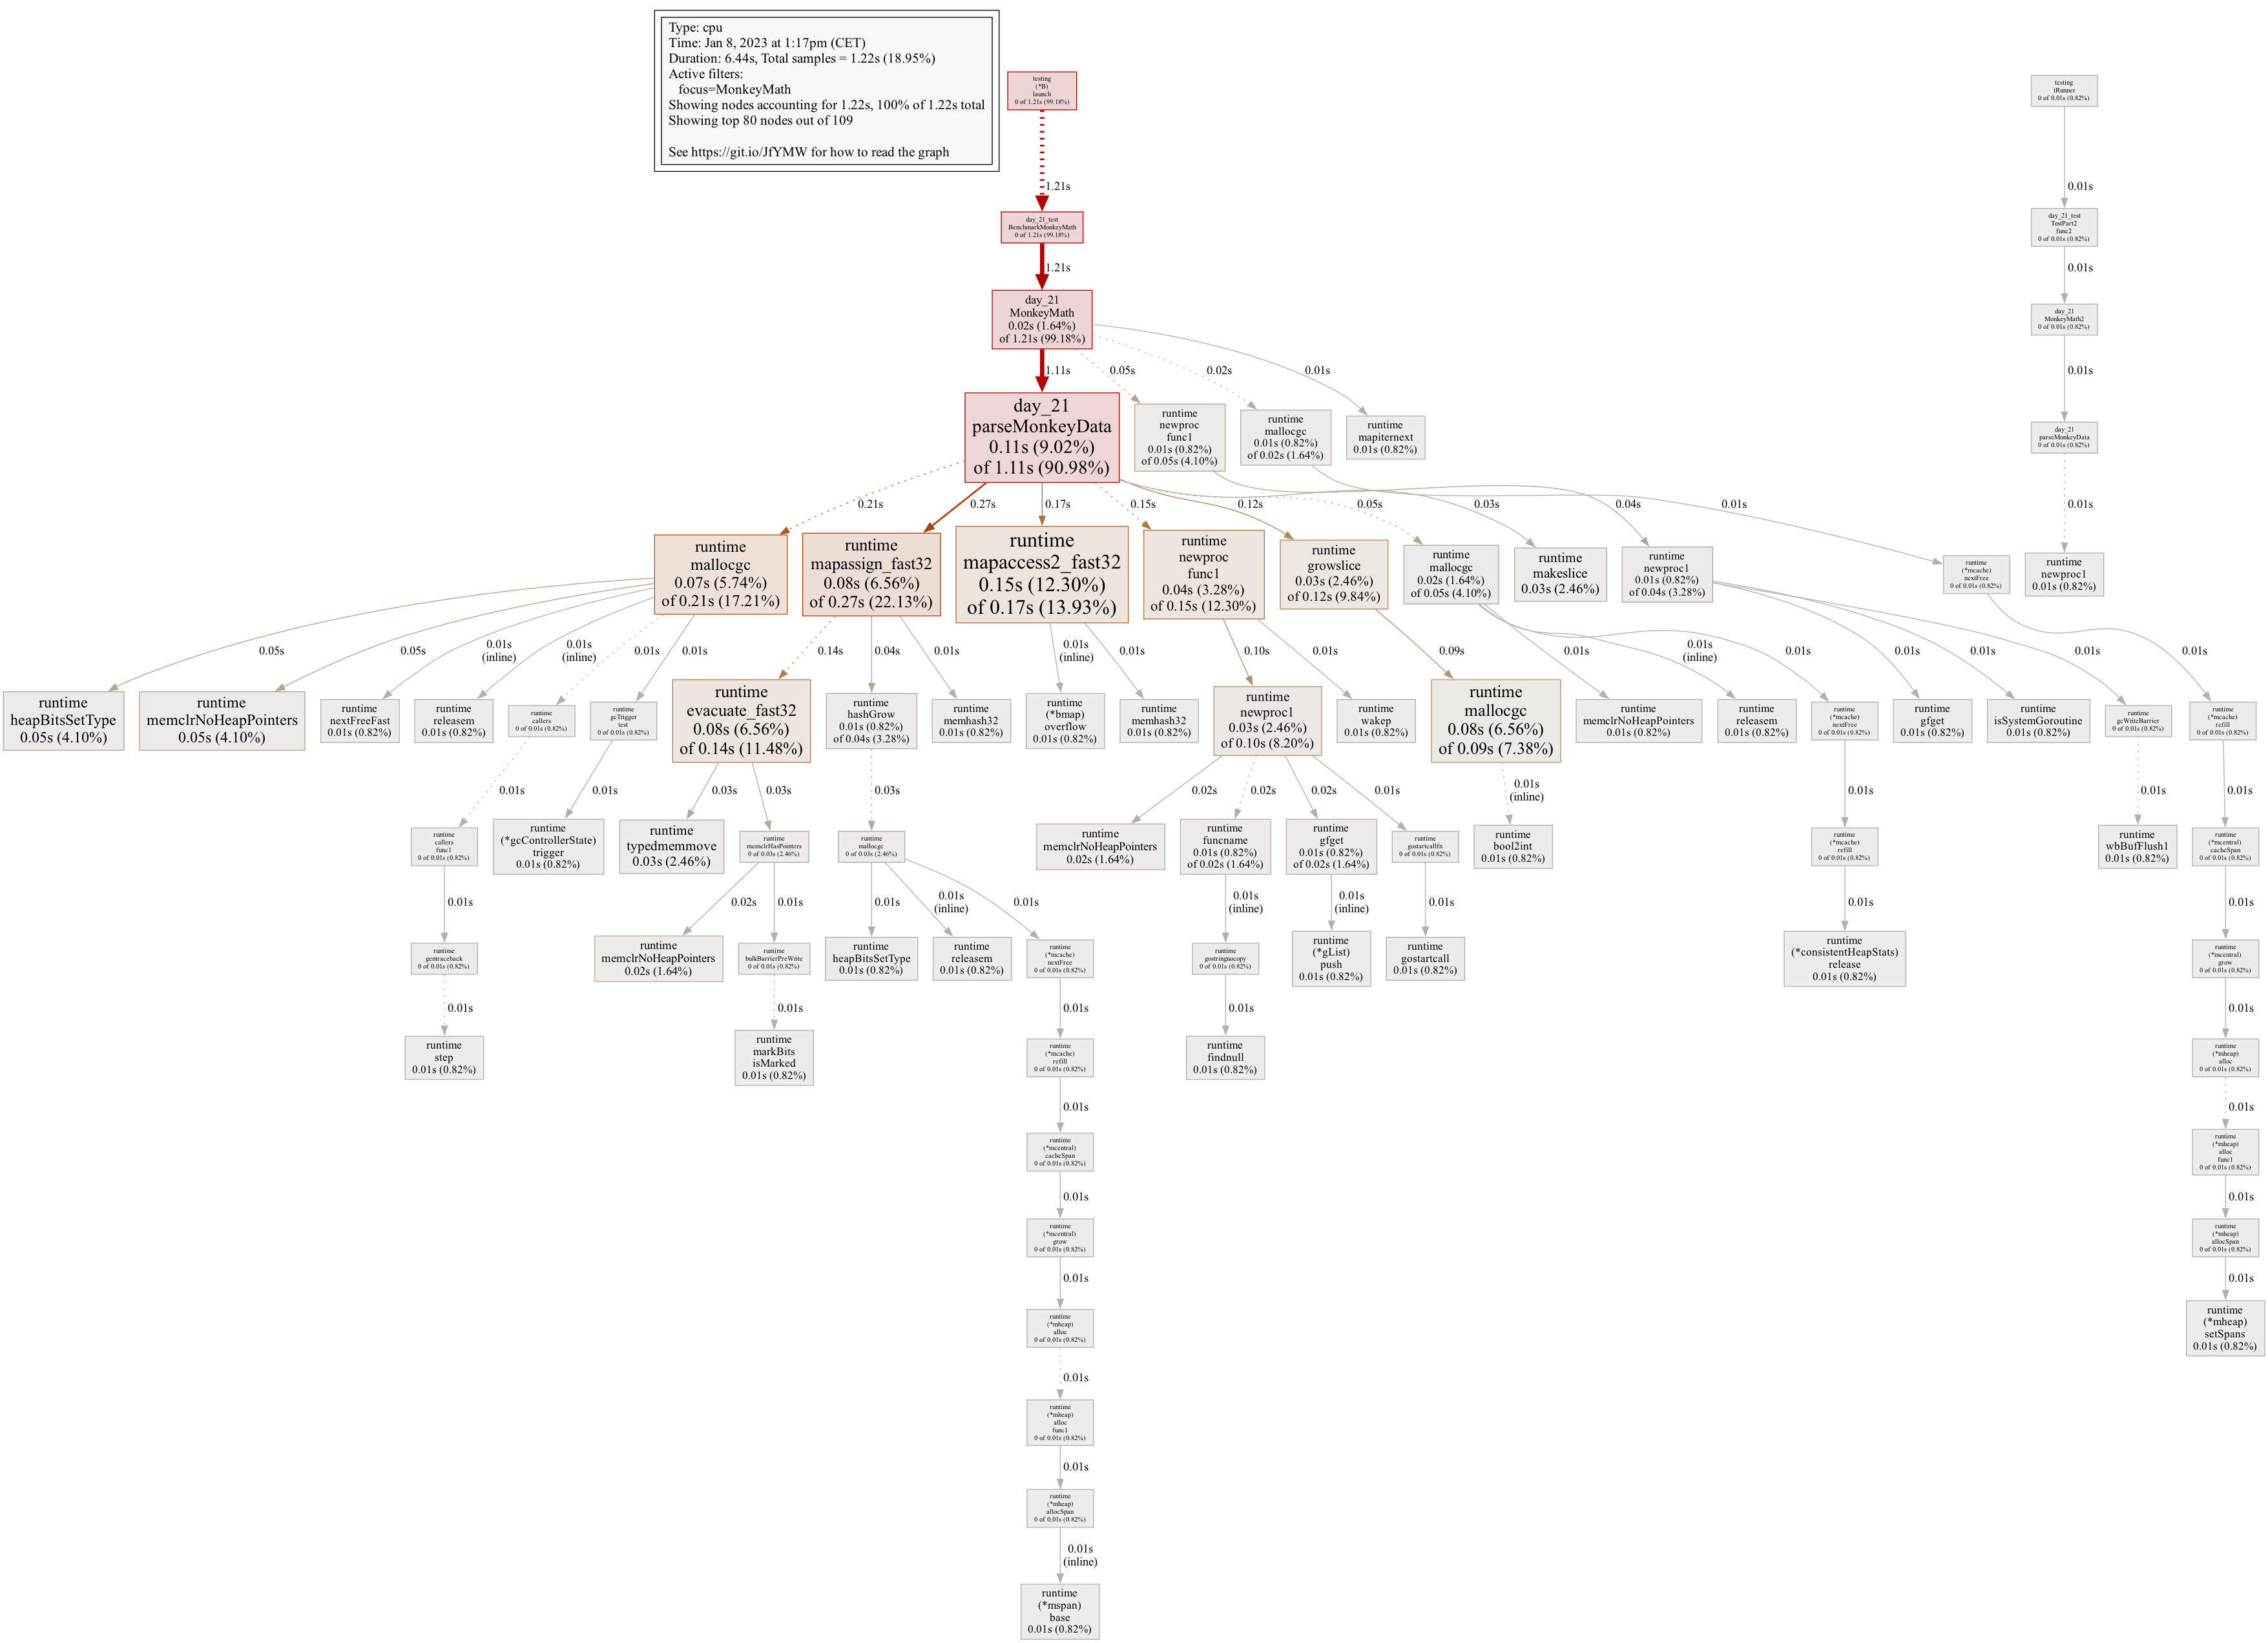 Type: cpu
Time: Jan 8, 2023 at 1:17pm (CET)
Duration: 6.44s, Total samples = 1.22s (18.95%)
Active filters:
focus=MonkeyMath
Showing nodes accounting for 1.22s, 100% of 1.22s total
Showing top 80 nodes out of 109
See https://git.io/JfYMW for how to read the graph
testing
(*B)
launch
0 of 1.21s (99.18%)
testing
tRunner
0 of 0.01s (0.82%)
1.21s
0.01s
day_21_test
BenchmarkMonkeyMath
0 of 1.21s (99.18%)
day_21_test
TestPart2
func2
0 of 0.01s (0.82%)
1.21s
0.01s
day_21
MonkeyMath
0.02s (1.64%)
of 1.21s (99.18%)
day_21
MonkeyMath2
0 of 0.01s (0.82%)
1.11s
0.05s
0.02s
0.01s
0.01s
day_21
parseMonkeyData
0.11s (9.02%)
of 1.11s (90.98%)
runtime
newproc
func1
0.01s (0.82%)
of 0.05s (4.10%)
runtime
mallocgc
0.01s (0.82%)
of 0.02s (1.64%)
runtime
mapiternext
0.01s (0.82%)
day_21
parseMonkeyData
0 of 0.01s (0.82%)
0.21s
0.27s
0.17s
0.15s
0.12s
0.05s
0.03s
0.04s
0.01s
0.01s
runtime
mallocgc
0.07s (5.74%)
of 0.21s (17.21%)
runtime
mapassign_fast32
0.08s (6.56%)
of 0.27s (22.13%)
runtime
mapaccess2_fast32
0.15s (12.30%)
of 0.17s (13.93%)
runtime
newproc
func1
0.04s (3.28%)
of 0.15s (12.30%)
runtime
growslice
0.03s (2.46%)
of 0.12s (9.84%)
runtime
mallocgc
0.02s (1.64%)
of 0.05s (4.10%)
runtime
makeslice
0.03s (2.46%)
runtime
newproc1
0.01s (0.82%)
of 0.04s (3.28%)
runtime
(*mcache)
nextFree
0 of 0.01s (0.82%)
runtime
newproc1
0.01s (0.82%)
0.05s
0.05s
0.01s
(inline)
0.01s
(inline)
0.01s
0.01s
0.14s
0.04s
0.01s
0.01s
(inline)
0.01s
0.10s
0.01s
0.09s
0.01s
0.01s
(inline)
0.01s
0.01s
0.01s
0.01s
0.01s
runtime
heapBitsSetType
0.05s (4.10%)
runtime
memclrNoHeapPointers
0.05s (4.10%)
runtime
nextFreeFast
0.01s (0.82%)
runtime
releasem
0.01s (0.82%)
runtime
callers
0 of 0.01s (0.82%)
runtime
gcTrigger
test
0 of 0.01s (0.82%)
runtime
evacuate_fast32
0.08s (6.56%)
of 0.14s (11.48%)
runtime
hashGrow
0.01s (0.82%)
of 0.04s (3.28%)
runtime
memhash32
0.01s (0.82%)
runtime
(*bmap)
overflow
0.01s (0.82%)
runtime
memhash32
0.01s (0.82%)
runtime
newproc1
0.03s (2.46%)
of 0.10s (8.20%)
runtime
wakep
0.01s (0.82%)
runtime
mallocgc
0.08s (6.56%)
of 0.09s (7.38%)
runtime
memclrNoHeapPointers
0.01s (0.82%)
runtime
releasem
0.01s (0.82%)
runtime
(*mcache)
nextFree
0 of 0.01s (0.82%)
runtime
gfget
0.01s (0.82%)
runtime
isSystemGoroutine
0.01s (0.82%)
runtime
gcWriteBarrier
0 of 0.01s (0.82%)
runtime
(*mcache)
refill
0 of 0.01s (0.82%)
0.01s
0.01s
0.03s
0.03s
0.03s
0.02s
0.02s
0.02s
0.01s
0.01s
(inline)
0.01s
0.01s
0.01s
runtime
callers
func1
0 of 0.01s (0.82%)
runtime
(*gcControllerState)
trigger
0.01s (0.82%)
runtime
typedmemmove
0.03s (2.46%)
runtime
memclrHasPointers
0 of 0.03s (2.46%)
runtime
mallocgc
0 of 0.03s (2.46%)
runtime
memclrNoHeapPointers
0.02s (1.64%)
runtime
funcname
0.01s (0.82%)
of 0.02s (1.64%)
runtime
gfget
0.01s (0.82%)
of 0.02s (1.64%)
runtime
gostartcallfn
0 of 0.01s (0.82%)
runtime
bool2int
0.01s (0.82%)
runtime
(*mcache)
refill
0 of 0.01s (0.82%)
runtime
wbBufFlush1
0.01s (0.82%)
runtime
(*mcentral)
cacheSpan
0 of 0.01s (0.82%)
0.01s
0.02s
0.01s
0.01s
0.01s
(inline)
0.01s
0.01s
(inline)
0.01s
(inline)
0.01s
0.01s
0.01s
runtime
gentraceback
0 of 0.01s (0.82%)
runtime
memclrNoHeapPointers
0.02s (1.64%)
runtime
bulkBarrierPreWrite
0 of 0.01s (0.82%)
runtime
heapBitsSetType
0.01s (0.82%)
runtime
releasem
0.01s (0.82%)
runtime
(*mcache)
nextFree
0 of 0.01s (0.82%)
runtime
gostringnocopy
0 of 0.01s (0.82%)
runtime
(*gList)
push
0.01s (0.82%)
runtime
gostartcall
0.01s (0.82%)
runtime
(*consistentHeapStats)
release
0.01s (0.82%)
runtime
(*mcentral)
grow
0 of 0.01s (0.82%)
0.01s
0.01s
0.01s
0.01s
0.01s
runtime
step
0.01s (0.82%)
runtime
markBits
isMarked
0.01s (0.82%)
runtime
(*mcache)
refill
0 of 0.01s (0.82%)
runtime
findnull
0.01s (0.82%)
runtime
(*mheap)
alloc
0 of 0.01s (0.82%)
0.01s
0.01s
runtime
(*mcentral)
cacheSpan
0 of 0.01s (0.82%)
runtime
(*mheap)
alloc
func1
0 of 0.01s (0.82%)
0.01s
0.01s
runtime
(*mcentral)
grow
0 of 0.01s (0.82%)
runtime
(*mheap)
allocSpan
0 of 0.01s (0.82%)
0.01s
0.01s
runtime
(*mheap)
alloc
0 of 0.01s (0.82%)
runtime
(*mheap)
setSpans
0.01s (0.82%)
0.01s
runtime
(*mheap)
alloc
func1
0 of 0.01s (0.82%)
0.01s
runtime
(*mheap)
allocSpan
0 of 0.01s (0.82%)
0.01s
(inline)
runtime
(*mspan)
base
0.01s (0.82%)